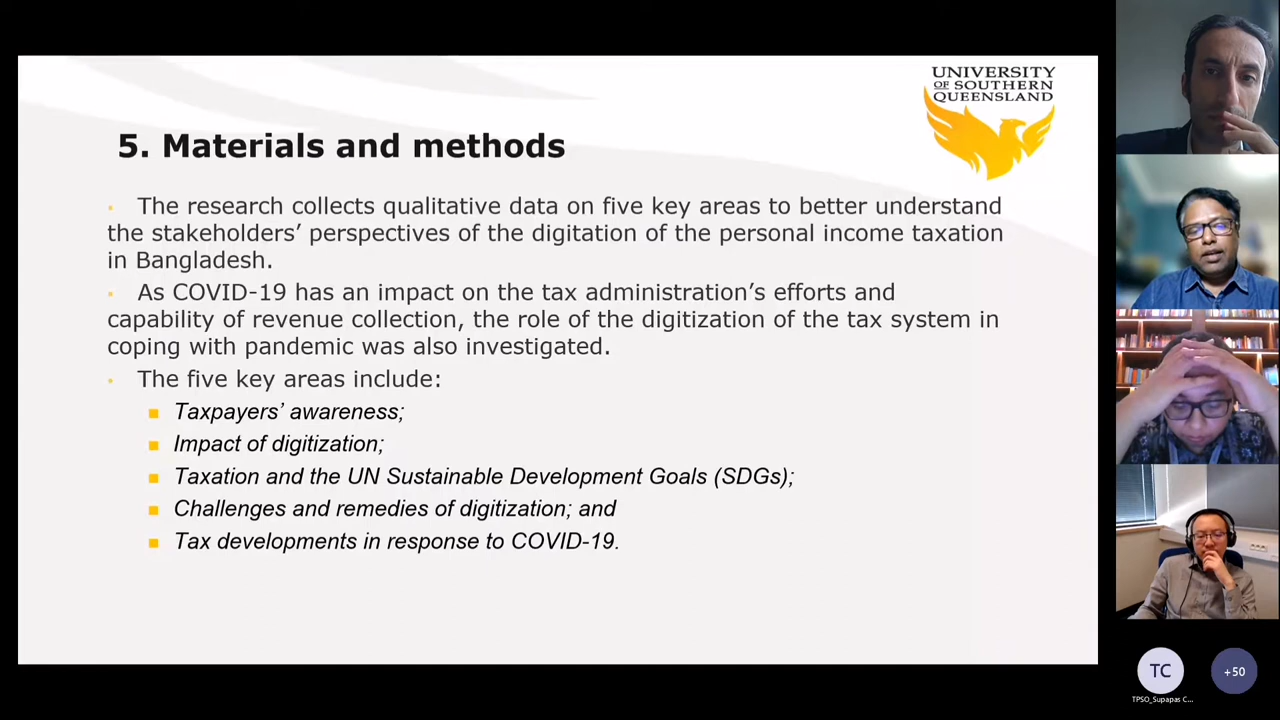 UNIVERSITY
OF SOUTHERN
QUEENSLAND
5. Materials and methods
The research collects qualitative data on five key areas to better understand
the stakeholders’ perspectives of the digitation of the personal income taxation
in Bangladesh.
As COVID-19 has an impact on the tax administration’s efforts and
capability of revenue collection, the role of the digitization of the tax system in
coping with pandemic was also investigated.
The five key areas include:
Taxpayers’ awareness;
Impact of digitization;
Taxation and the UN Sustainable Development Goals (SDGs);
Challenges and remedies of digitization; and
Tax developments in response to COVID-19.
TC
+50
TPSO_Supapas C...